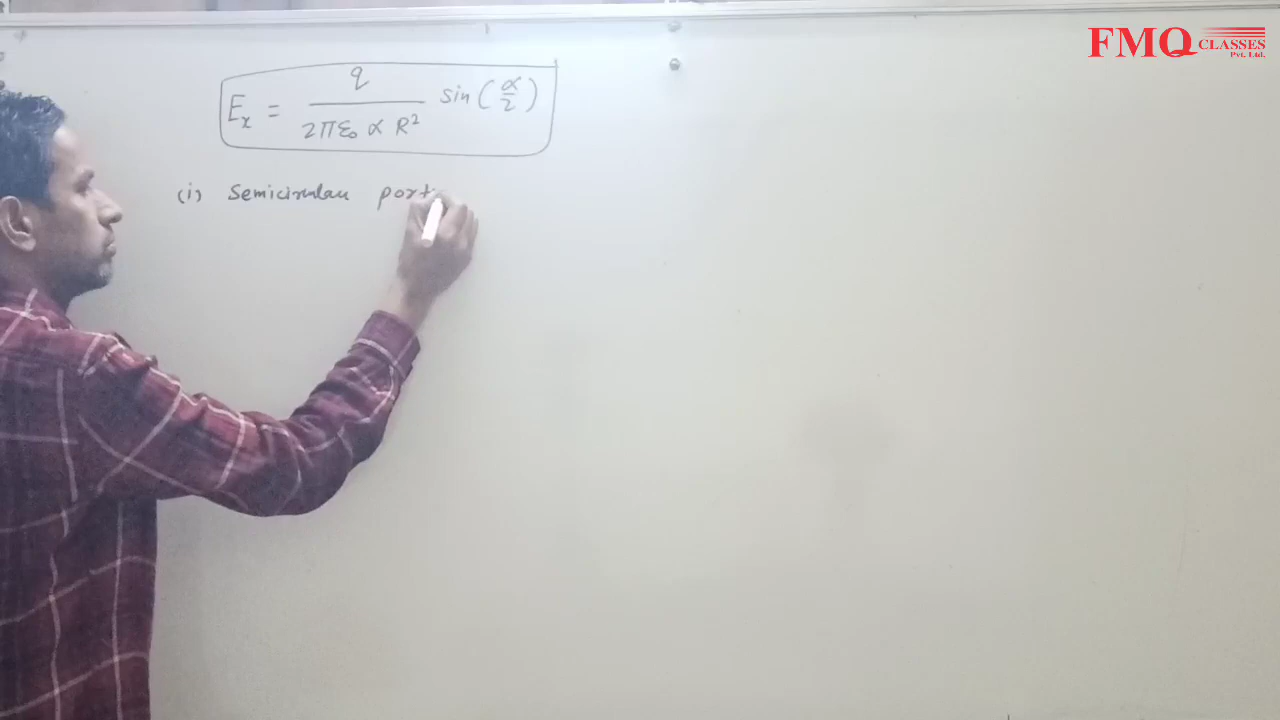 FMQ CLASSES Pvt. Ltd.
Eₓ = q / 2πε₀ α R² sin(α/2)
(i) Semicircular port